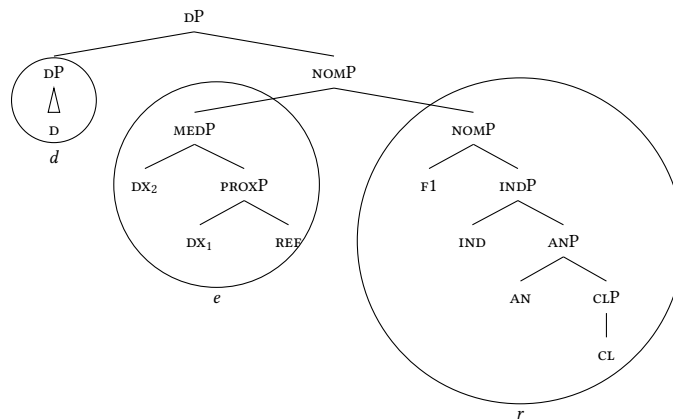 DP
DP NOMP
D MEDP NOMP
d
DX₂ PROXP F1 INDP
DX₁ REF IND ANP
e AN CLP
CL
r